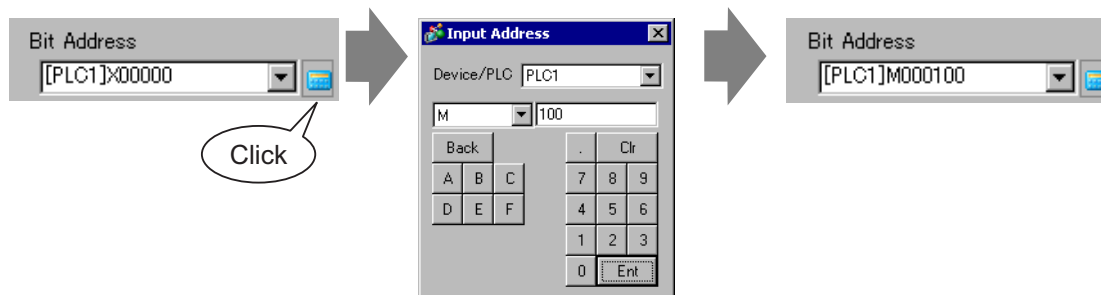 Bit Address
[PLC1]X00000
Click
Input Address
Device/PLC PLC1
M 100
Back . Clr
A B C 7 8 9
D E F 4 5 6
1 2 3
0 Ent
Bit Address
[PLC1]M000100